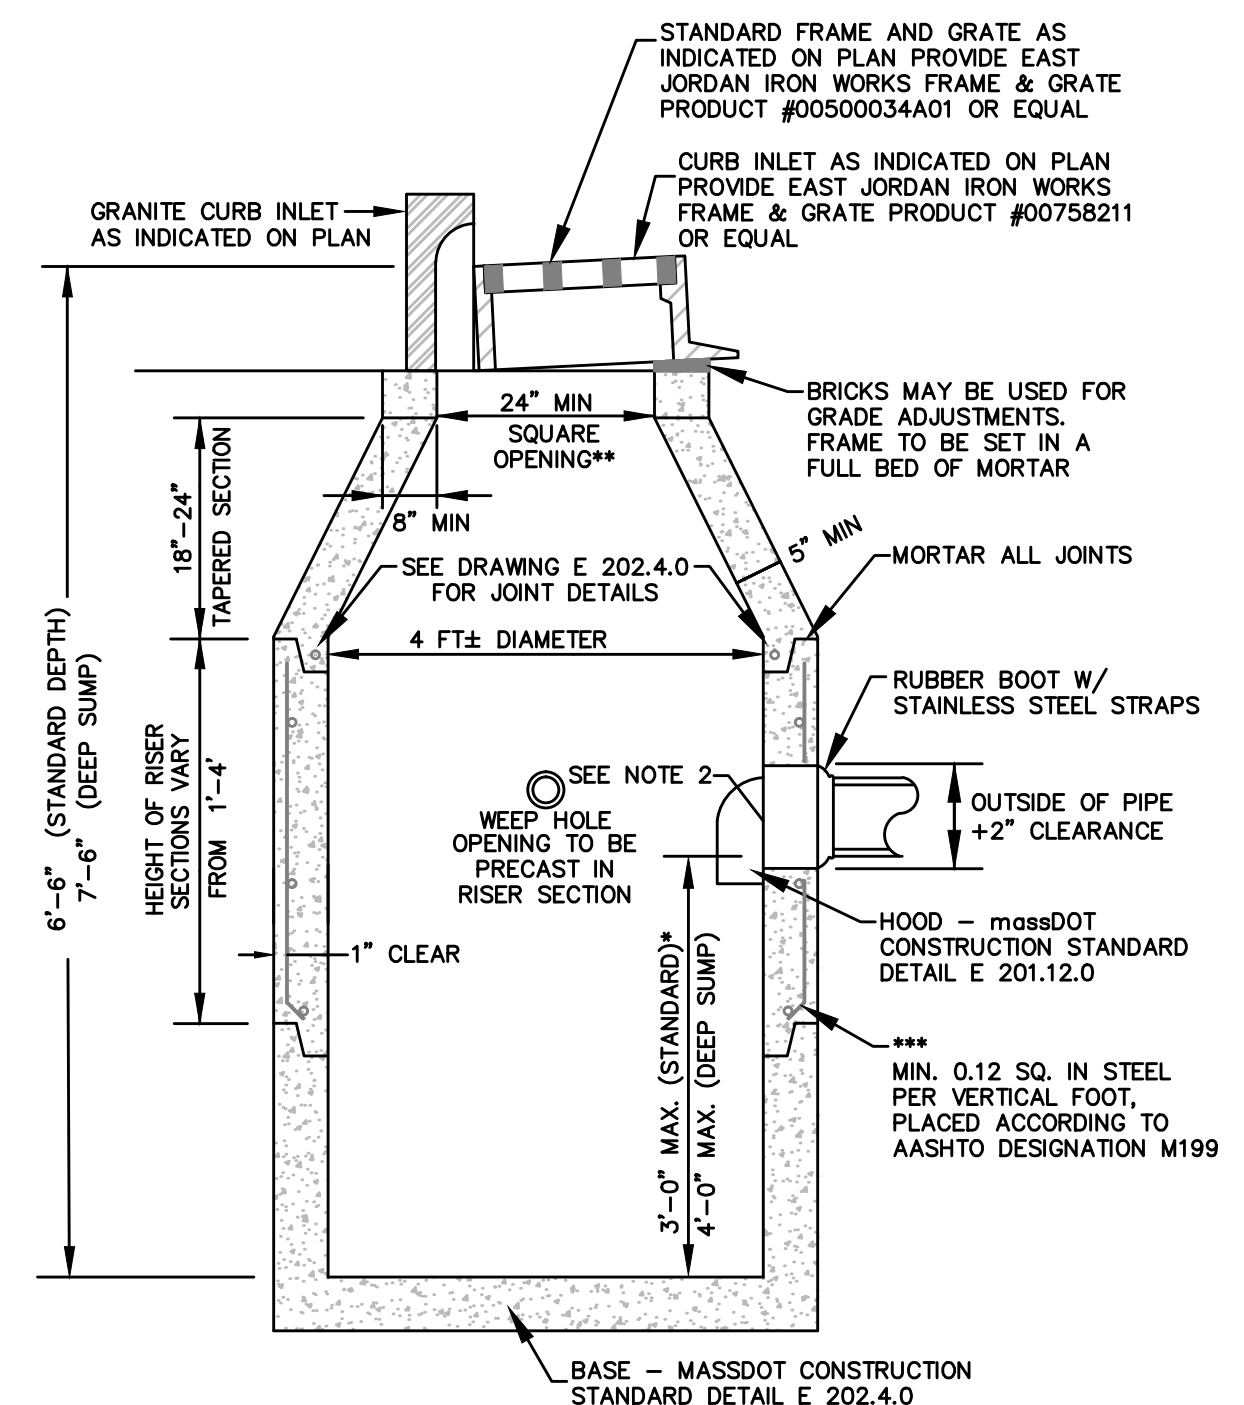 STANDARD FRAME AND GRATE AS
INDICATED ON PLAN PROVIDE EAST
JORDAN IRON WORKS FRAME & GRATE
PRODUCT #00500034A01 OR EQUAL
CURB INLET AS INDICATED ON PLAN
PROVIDE EAST JORDAN IRON WORKS
FRAME & GRATE PRODUCT #00758211
OR EQUAL
GRANITE CURB INLET
AS INDICATED ON PLAN
BRICKS MAY BE USED FOR
GRADE ADJUSTMENTS.
FRAME TO BE SET IN A
FULL BED OF MORTAR
24" MIN
SQUARE
OPENING**
18"-24"
TAPERED SECTION
8" MIN
5" MIN
MORTAR ALL JOINTS
SEE DRAWING E 202.4.0
FOR JOINT DETAILS
4 FT± DIAMETER
6'-6" (STANDARD DEPTH)
7'-6" (DEEP SUMP)
HEIGHT OF RISER
SECTIONS VARY
FROM 1'-4'
RUBBER BOOT W/
STAINLESS STEEL STRAPS
SEE NOTE 2
WEEP HOLE
OPENING TO BE
PRECAST IN
RISER SECTION
OUTSIDE OF PIPE
+2" CLEARANCE
HOOD - massDOT
CONSTRUCTION STANDARD
DETAIL E 201.12.0
1" CLEAR
3'-0" MAX. (STANDARD)*
4'-0" MAX. (DEEP SUMP)
***
MIN. 0.12 SQ. IN STEEL
PER VERTICAL FOOT,
PLACED ACCORDING TO
AASHTO DESIGNATION M199
BASE - MASSDOT CONSTRUCTION
STANDARD DETAIL E 202.4.0